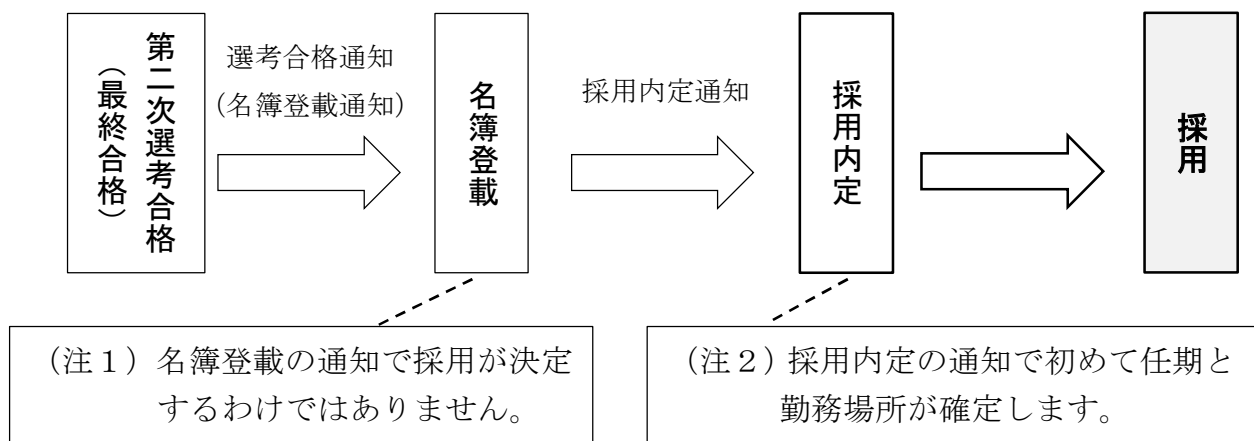 第二次選考合格
（最終合格）
選考合格通知
(名簿登載通知)
名簿登載
採用内定通知
採用内定
採用
（注１）名簿登載の通知で採用が決定
するわけではありません。
（注２）採用内定の通知で初めて任期と
勤務場所が確定します。